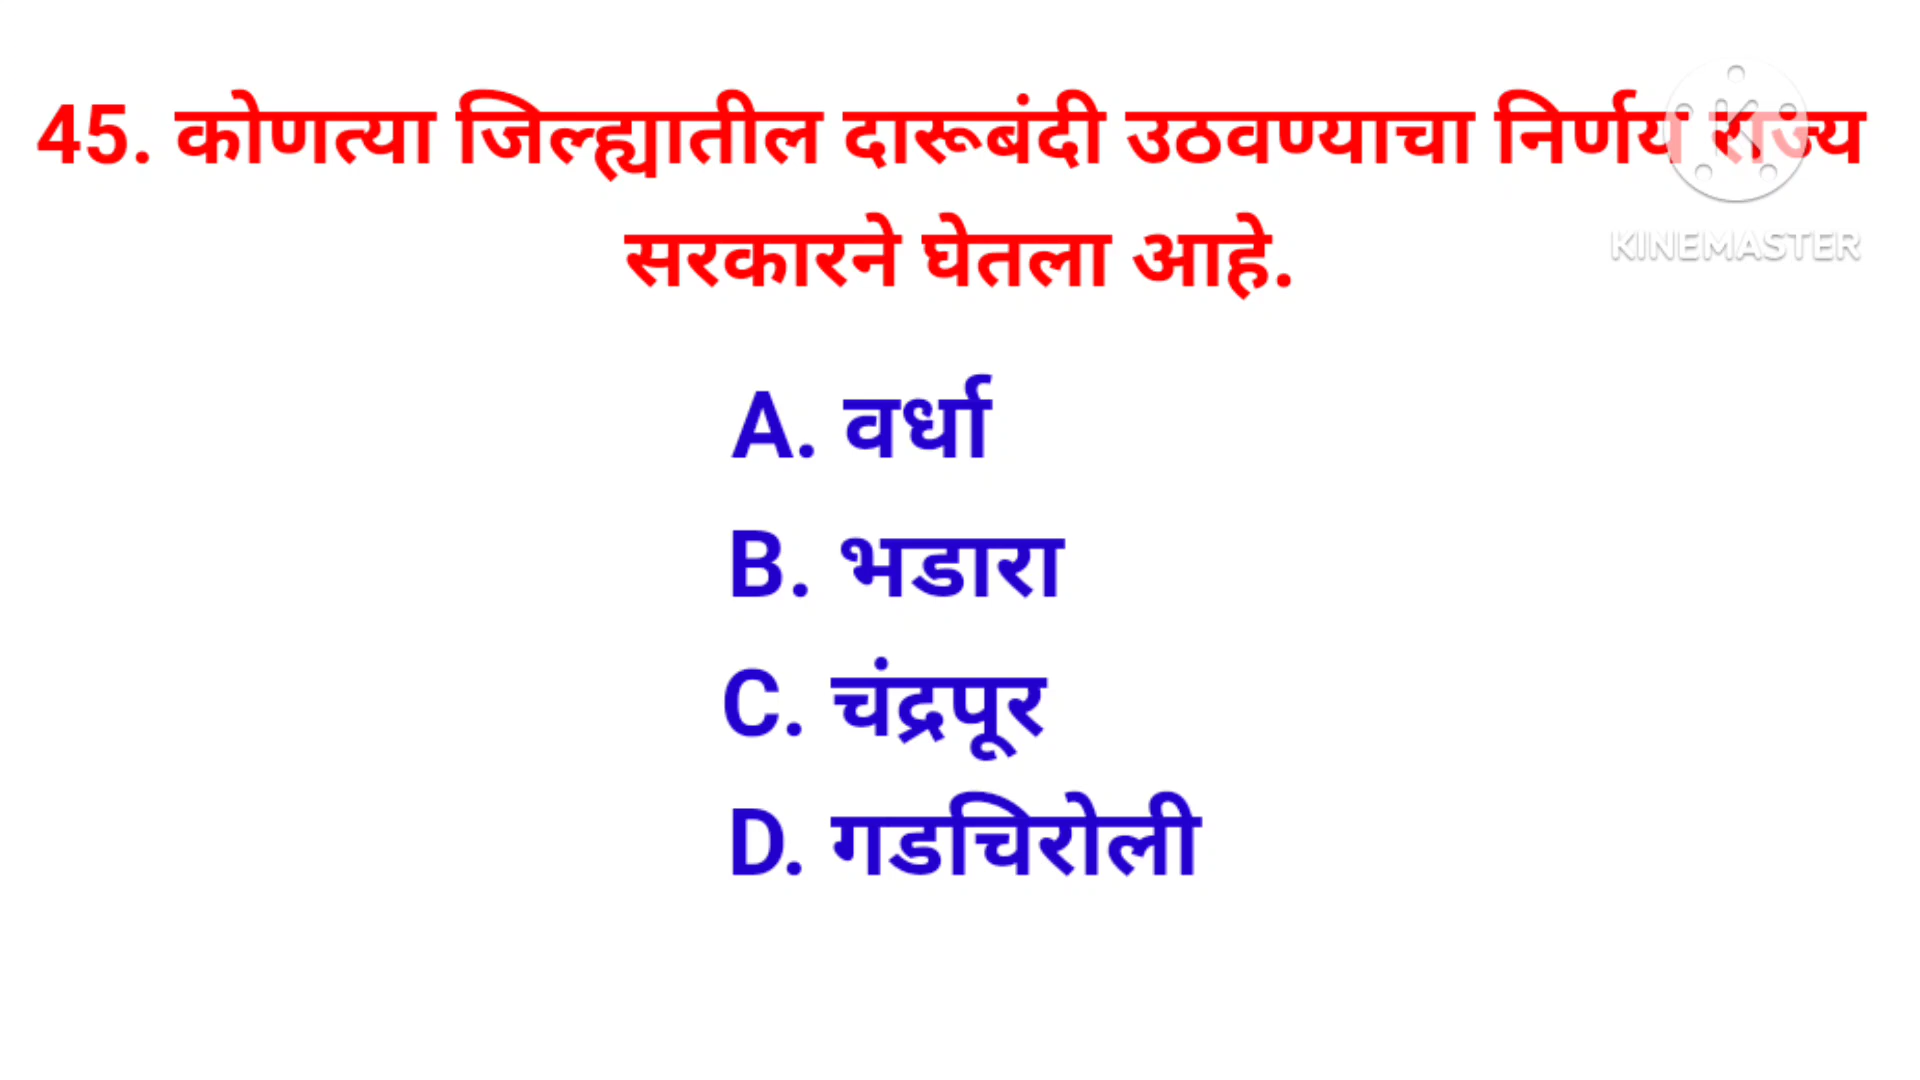 45. कोणत्या जिल्ह्यातील दारूबंदी उठवण्याचा निर्णय राज्य
सरकारने घेतला आहे.
KINEMASTER
A. वर्धा
B. भडारा
C. चंद्रपूर
D. गडचिरोली